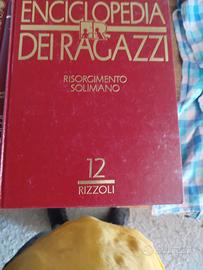 ENCICLOPEDIA
DEI RAGAZZI
RISORGIMENTO
SOLIMANO
12
RIZZOLI